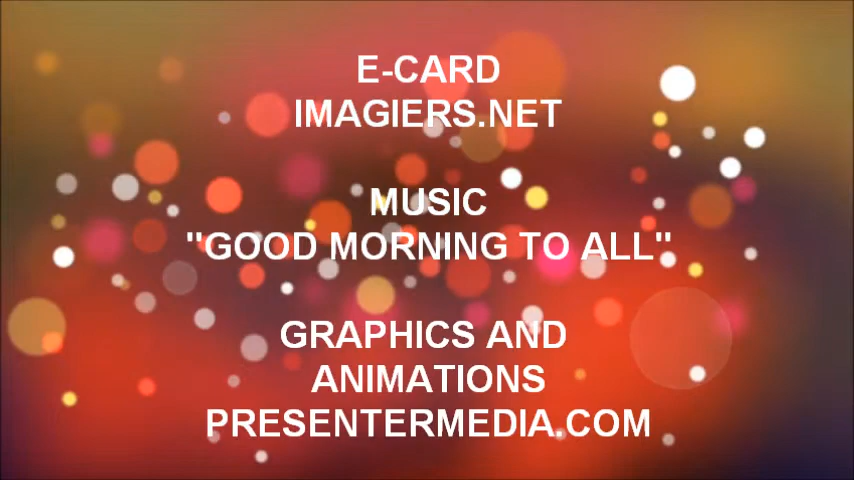 E-CARD
IMAGIERS.NET
MUSIC
"GOOD MORNING TO ALL"
GRAPHICS AND
ANIMATIONS
PRESENTERMEDIA.COM